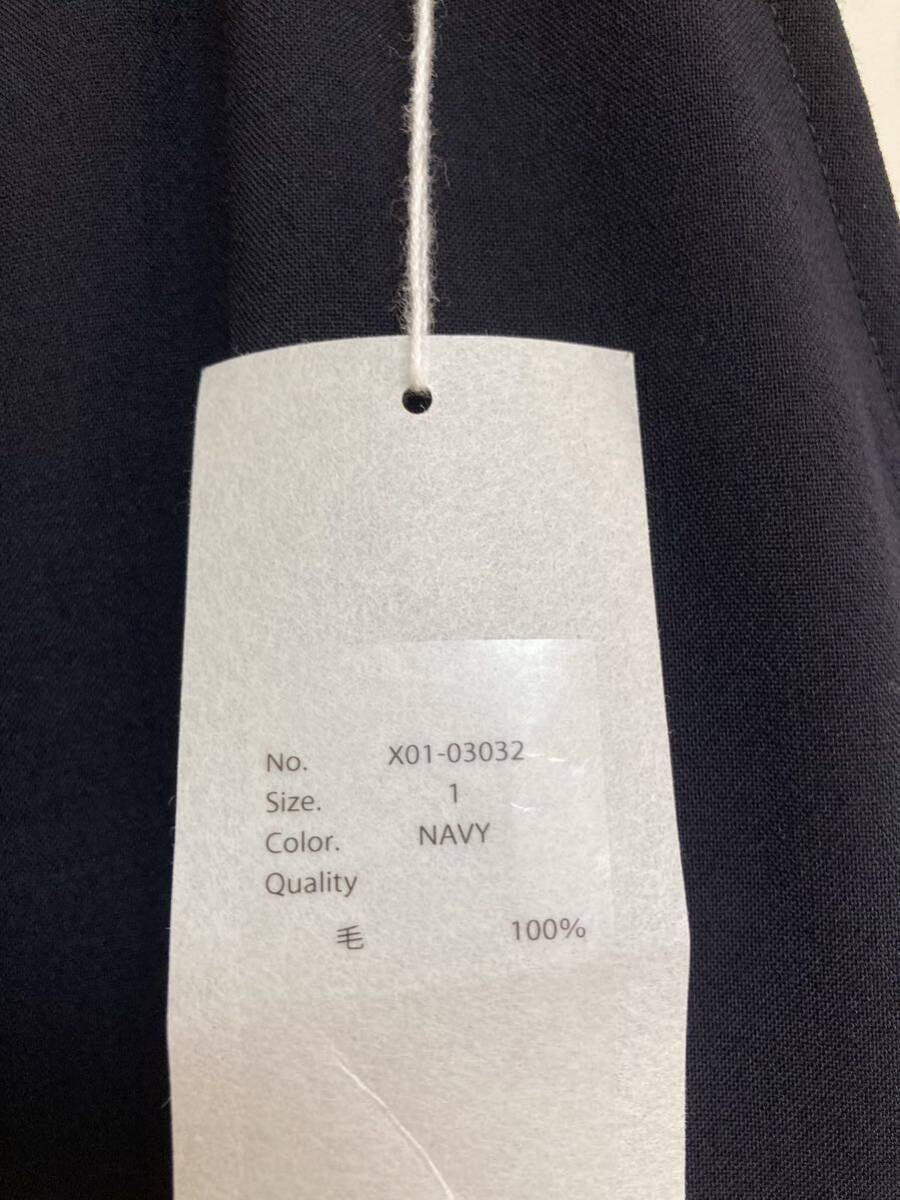 No. X01-03032
Size. 1
Color. NAVY
Quality
毛 100%